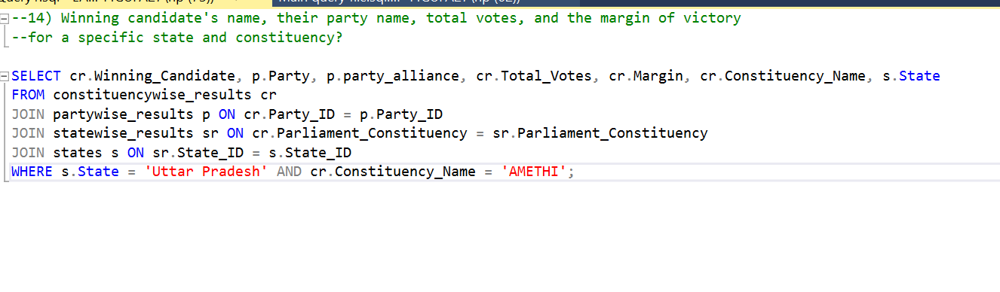 --14) Winning candidate's name, their party name, total votes, and the margin of victory
--for a specific state and constituency?
SELECT cr.Winning_Candidate, p.Party, p.party_alliance, cr.Total_Votes, cr.Margin, cr.Constituency_Name, s.State
FROM constituencywise_results cr
JOIN partywise_results p ON cr.Party_ID = p.Party_ID
JOIN statewise_results sr ON cr.Parliament_Constituency = sr.Parliament_Constituency
JOIN states s ON sr.State_ID = s.State_ID
WHERE s.State = 'Uttar Pradesh' AND cr.Constituency_Name = 'AMETHI';